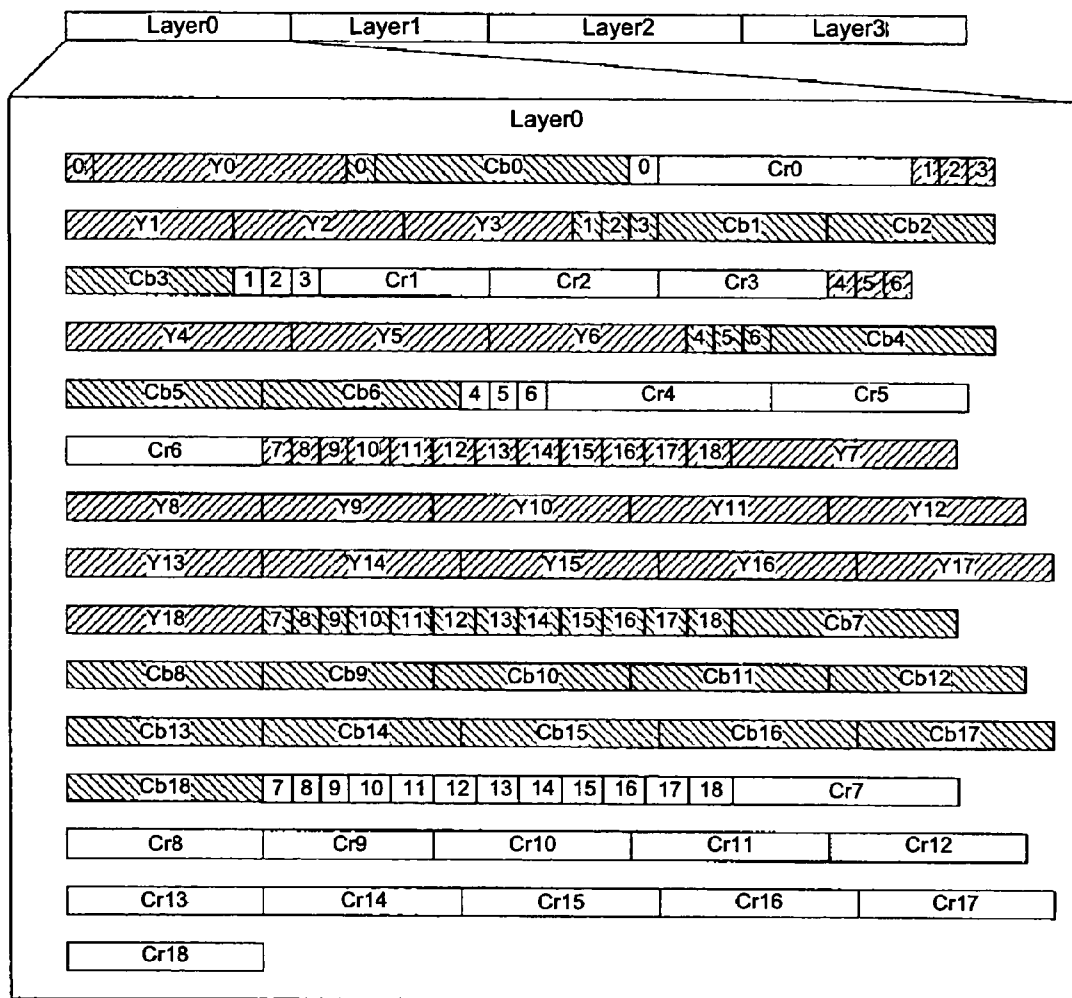 Layer0 Layer1 Layer2 Layer3i
Layer0
0 Y0 0 Cb0 0 Cr0 1 2 3
Y1 Y2 Y3 1 2 3 Cb1 Cb2
Cb3 1 2 3 Cr1 Cr2 Cr3 4 5 6
Y4 Y5 Y6 4 5 6 Cb4
Cb5 Cb6 4 5 6 Cr4 Cr5
Cr6 7 8 9 10 11 12 13 14 15 16 17 18 Y7
Y8 Y9 Y10 Y11 Y12
Y13 Y14 Y15 Y16 Y17
Y18 7 8 9 10 11 12 13 14 15 16 17 18 Cb7
Cb8 Cb9 Cb10 Cb11 Cb12
Cb13 Cb14 Cb15 Cb16 Cb17
Cb18 7 8 9 10 11 12 13 14 15 16 17 18 Cr7
Cr8 Cr9 Cr10 Cr11 Cr12
Cr13 Cr14 Cr15 Cr16 Cr17
Cr18